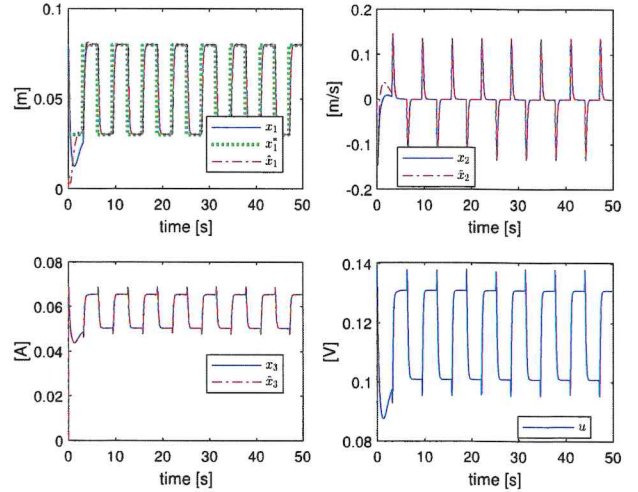 0.1
[m]
0.05
0
x₁
x₁*
x̂₁
0 10 20 30 40 50
time [s]
0.2
0.1
[m/s]
0
-0.1
-0.2
x₂
x̂₂
0 10 20 30 40 50
time [s]
0.08
0.06
[A]
0.04
0.02
0
x₃
x̂₃
0 10 20 30 40 50
time [s]
0.14
0.12
[V]
0.1
0.08
u
0 10 20 30 40 50
time [s]